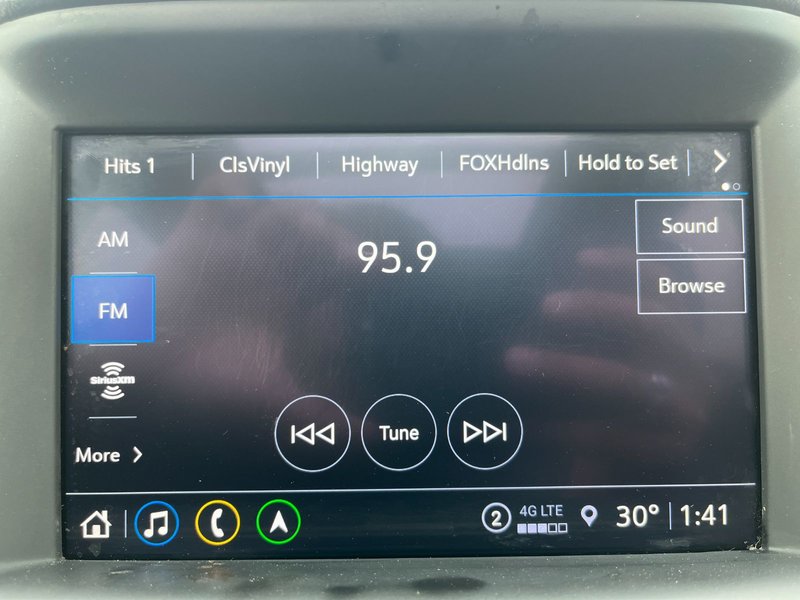 Hits 1 ClsVinyl Highway FOXHdlns Hold to Set
AM
95.9
Sound
FM
Browse
SiriusXM
Tune
More
2 4G LTE 30° 1:41